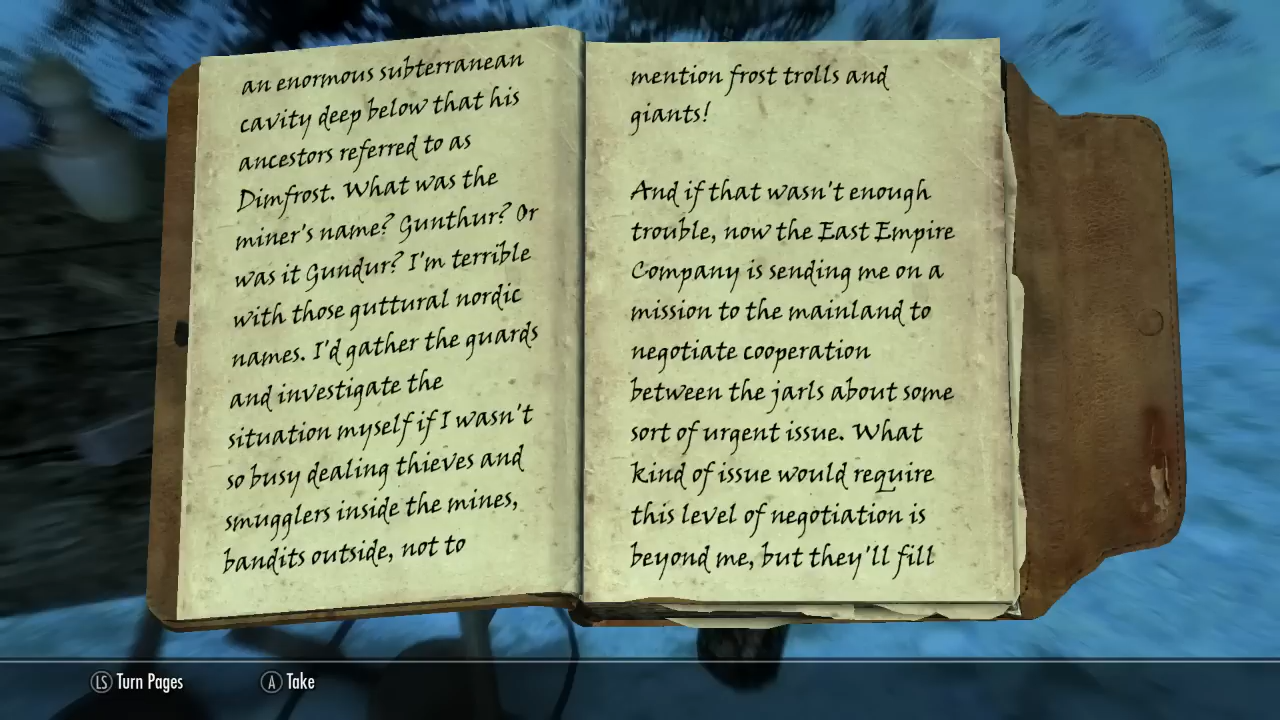 an enormous subterranean
cavity deep below that his
ancestors referred to as
Dimfrost. What was the
miner's name? Gunthur? Or
was it Gundur? I'm terrible
with those guttural nordic
names. I'd gather the guards
and investigate the
situation myself if I wasn't
so busy dealing thieves and
smugglers inside the mines,
bandits outside, not to
mention frost trolls and
giants!
And if that wasn't enough
trouble, now the East Empire
Company is sending me on a
mission to the mainland to
negotiate cooperation
between the jarls about some
sort of urgent issue. What
kind of issue would require
this level of negotiation is
beyond me, but they'll fill
LS Turn Pages
A Take